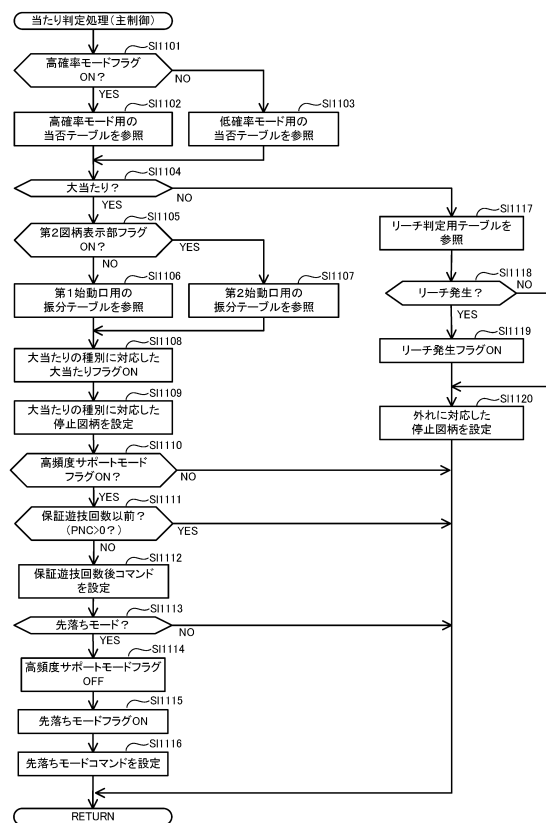 当たり判定処理(主制御)
SI1101
高確率モードフラグ
ON?
NO
YES
SI1102
高確率モード用の
当否テーブルを参照
SI1103
低確率モード用の
当否テーブルを参照
SI1104
大当たり?
NO
YES
SI1105
第2図柄表示部フラグ
ON?
YES
NO
SI1106
第1始動口用の
振分テーブルを参照
SI1107
第2始動口用の
振分テーブルを参照
SI1108
大当たりの種別に対応した
大当たりフラグON
SI1109
大当たりの種別に対応した
停止図柄を設定
SI1110
高頻度サポートモード
フラグON?
NO
YES
SI1111
保証遊技回数以前?
(PNC>0?)
YES
NO
SI1112
保証遊技回数後コマンド
を設定
SI1113
先落ちモード?
NO
YES
SI1114
高頻度サポートモードフラグ
OFF
SI1115
先落ちモードフラグON
SI1116
先落ちモードコマンドを設定
SI1117
リーチ判定用テーブルを
参照
SI1118
リーチ発生?
NO
YES
SI1119
リーチ発生フラグON
SI1120
外れに対応した
停止図柄を設定
RETURN